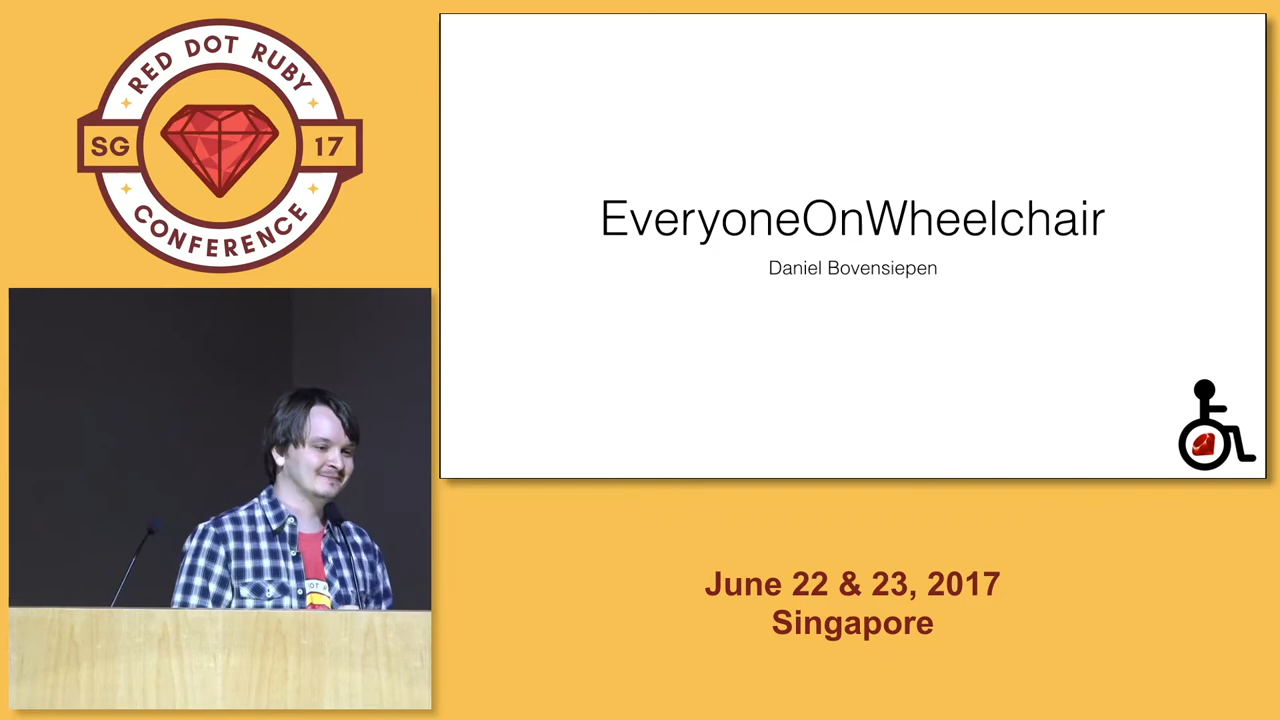 RED DOT RUBY
SG 17
CONFERENCE
EveryoneOnWheelchair
Daniel Bovensiepen
June 22 & 23, 2017
Singapore